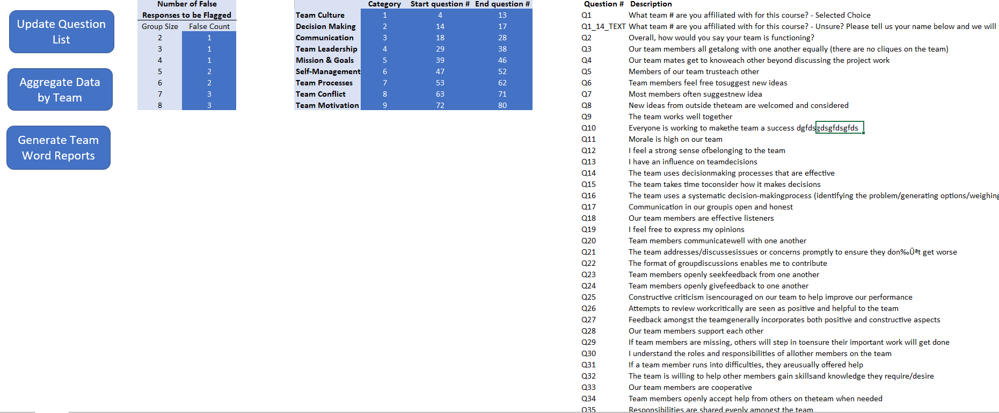 Update Question
List
Aggregate Data
by Team
Generate Team
Word Reports
Number of False
Responses to be Flagged
Group Size False Count
2 1
3 1
4 1
5 2
6 2
7 3
8 3
Category Start question # End question #
Team Culture 1 4 13
Decision Making 2 14 17
Communication 3 18 28
Team Leadership 4 29 38
Mission & Goals 5 39 46
Self-Management 6 47 52
Team Processes 7 53 62
Team Conflict 8 63 71
Team Motivation 9 72 80
Question # Description
Q1 What team # are you affiliated with for this course? - Selected Choice
Q1_14_TEXT What team # are you affiliated with for this course? - Unsure? Please tell us your name below and we will
Q2 Overall, how would you say your team is functioning?
Q3 Our team members all getalong with one another equally (there are no cliques on the team)
Q4 Our team mates get to knoweach other beyond discussing the project work
Q5 Members of our team trusteach other
Q6 Team members feel free tosuggest new ideas
Q7 Most members often suggestnew idea
Q8 New ideas from outside theteam are welcomed and considered
Q9 The team works well together
Q10 Everyone is working to makethe team a success dgfdsgdsgfdsgfds
Q11 Morale is high on our team
Q12 I feel a strong sense ofbelonging to the team
Q13 I have an influence on teamdecisions
Q14 The team uses decisionmaking processes that are effective
Q15 The team takes time toconsider how it makes decisions
Q16 The team uses a systematic decision-makingprocess (identifying the problem/generating options/weighing
Q17 Communication in our groupis open and honest
Q18 Our team members are effective listeners
Q19 I feel free to express my opinions
Q20 Team members communicatewell with one another
Q21 The team addresses/discussesissues or concerns promptly to ensure they don‰Ûªt get worse
Q22 The format of groupdiscussions enables me to contribute
Q23 Team members openly seekfeedback from one another
Q24 Team members openly givefeedback to one another
Q25 Constructive criticism isencouraged on our team to help improve our performance
Q26 Attempts to review workcritically are seen as positive and helpful to the team
Q27 Feedback amongst the teamgenerally incorporates both positive and constructive aspects
Q28 Our team members support each other
Q29 If team members are missing, others will step in toensure their important work will get done
Q30 I understand the roles and responsibilities of allother members on the team
Q31 If a team member runs into difficulties, they areusually offered help
Q32 The team is willing to help other members gain skillsand knowledge they require/desire
Q33 Our team members are cooperative
Q34 Team members openly accept help from others on theteam when needed
Q35 Responsibilities are shared evenly amongst the team